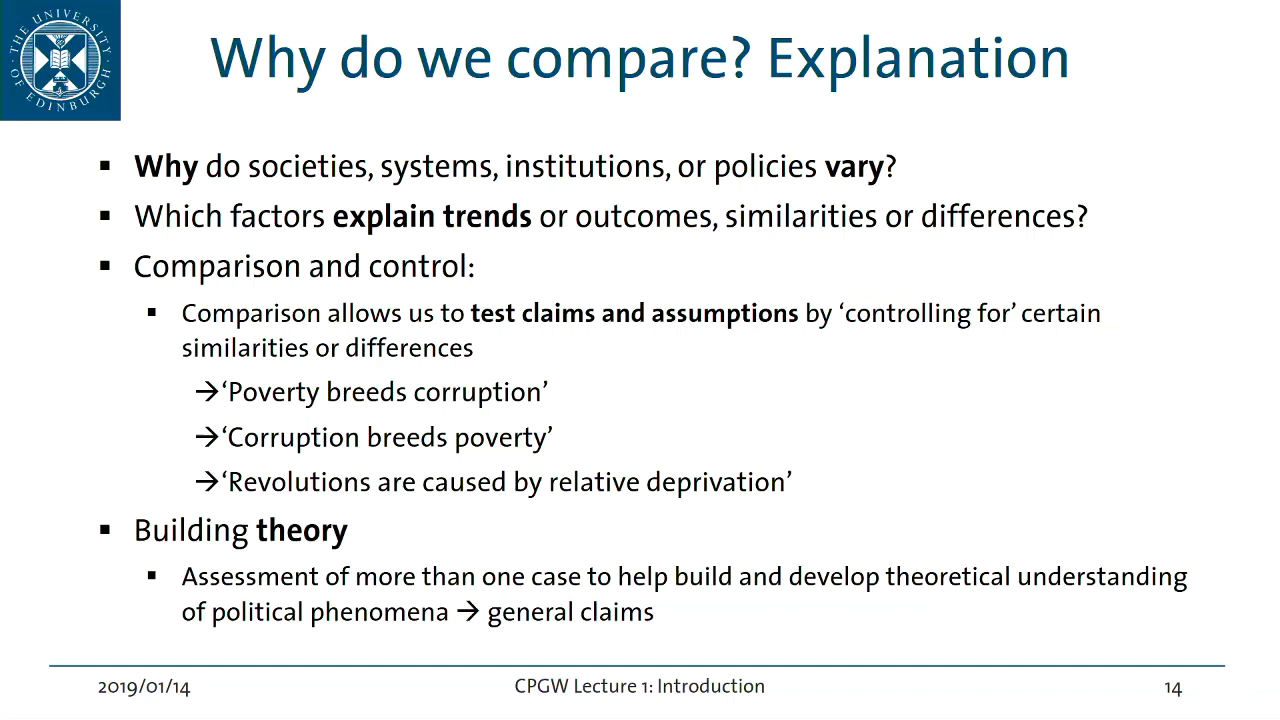 THE UNIVERSITY OF EDINBURGH
Why do we compare? Explanation
▪ Why do societies, systems, institutions, or policies vary?
▪ Which factors explain trends or outcomes, similarities or differences?
▪ Comparison and control:
▪ Comparison allows us to test claims and assumptions by ‘controlling for’ certain
similarities or differences
→‘Poverty breeds corruption’
→‘Corruption breeds poverty’
→‘Revolutions are caused by relative deprivation’
▪ Building theory
▪ Assessment of more than one case to help build and develop theoretical understanding
of political phenomena → general claims
2019/01/14
CPGW Lecture 1: Introduction
14